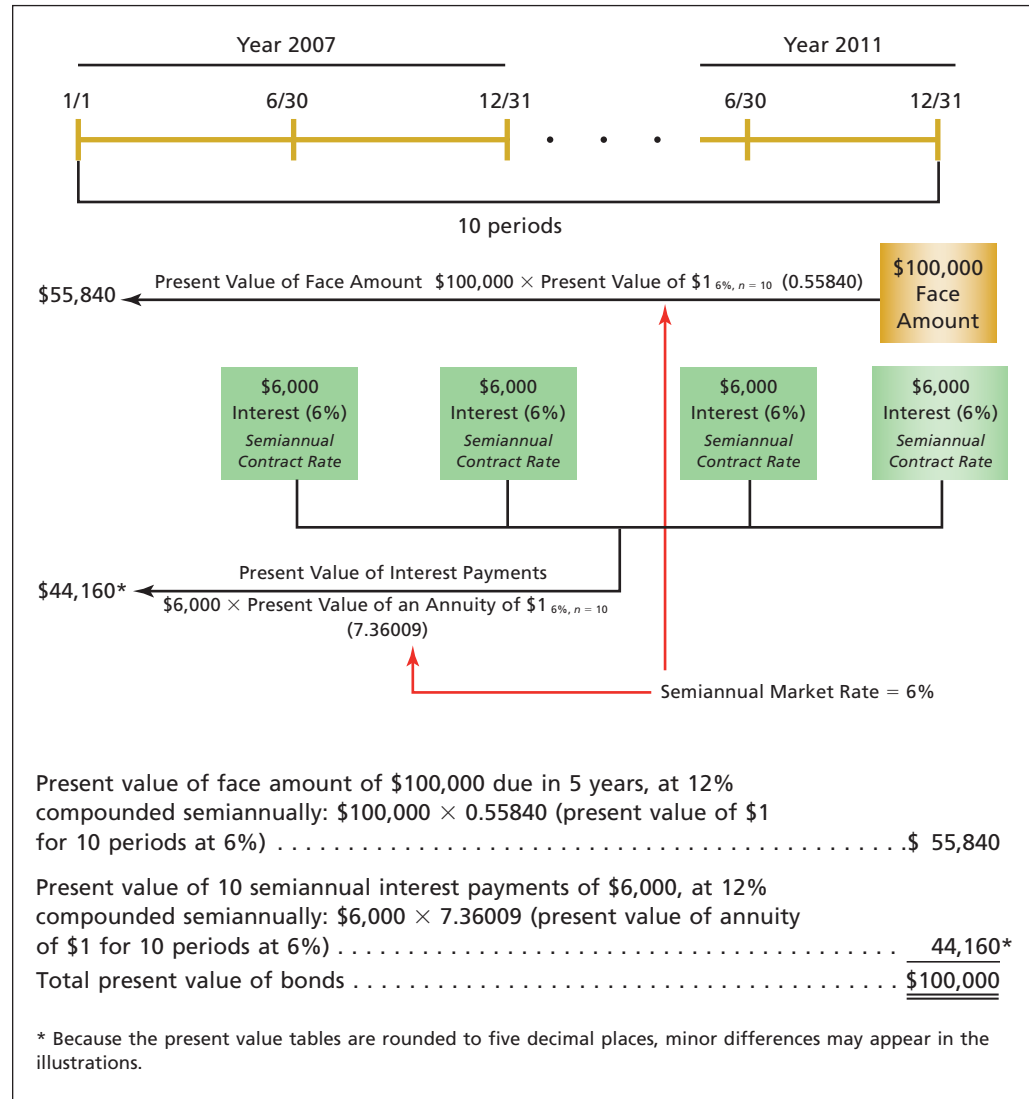 Year 2007 Year 2011
1/1 6/30 12/31 6/30 12/31
. . .
10 periods
$100,000
Face
Amount
Present Value of Face Amount $100,000 × Present Value of $1 6%, n = 10 (0.55840)
$55,840
$6,000 $6,000 $6,000 $6,000
Interest (6%) Interest (6%) Interest (6%) Interest (6%)
Semiannual Semiannual Semiannual Semiannual
Contract Rate Contract Rate Contract Rate Contract Rate
Present Value of Interest Payments
$44,160*
$6,000 × Present Value of an Annuity of $1 6%, n = 10
(7.36009)
Semiannual Market Rate = 6%
Present value of face amount of $100,000 due in 5 years, at 12%
compounded semiannually: $100,000 × 0.55840 (present value of $1
for 10 periods at 6%) . . . . . . . . . . . . . . . . . . . . . . . . . . . . . . . . . . . . . . . . . . . . .$ 55,840
Present value of 10 semiannual interest payments of $6,000, at 12%
compounded semiannually: $6,000 × 7.36009 (present value of annuity
of $1 for 10 periods at 6%) . . . . . . . . . . . . . . . . . . . . . . . . . . . . . . . . . . . . . . . . 44,160*
Total present value of bonds . . . . . . . . . . . . . . . . . . . . . . . . . . . . . . . . . . . . . . . $100,000
* Because the present value tables are rounded to five decimal places, minor differences may appear in the
illustrations.